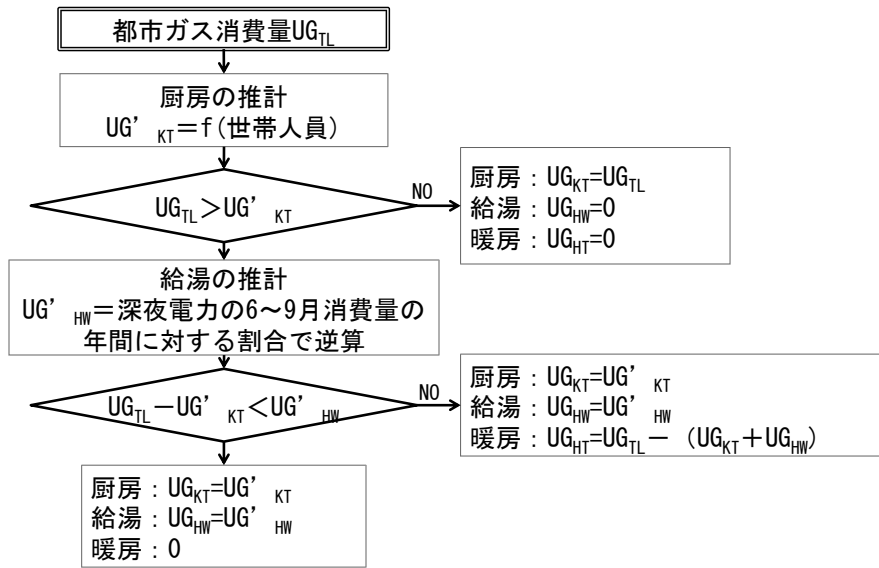 都市ガス消費量UG_TL
厨房の推計
UG’ _KT＝f(世帯人員)
UG_TL＞UG’ _KT
NO
厨房：UG_KT=UG_TL
給湯：UG_HW=0
暖房：UG_HT=0
給湯の推計
UG’ _HW＝深夜電力の6～9月消費量の
年間に対する割合で逆算
UG_TL－UG’ _KT＜UG’ _HW
NO
厨房：UG_KT=UG’ _KT
給湯：UG_HW=UG’ _HW
暖房：UG_HT=UG_TL－（UG_KT＋UG_HW）
厨房：UG_KT=UG’ _KT
給湯：UG_HW=UG’ _HW
暖房：0